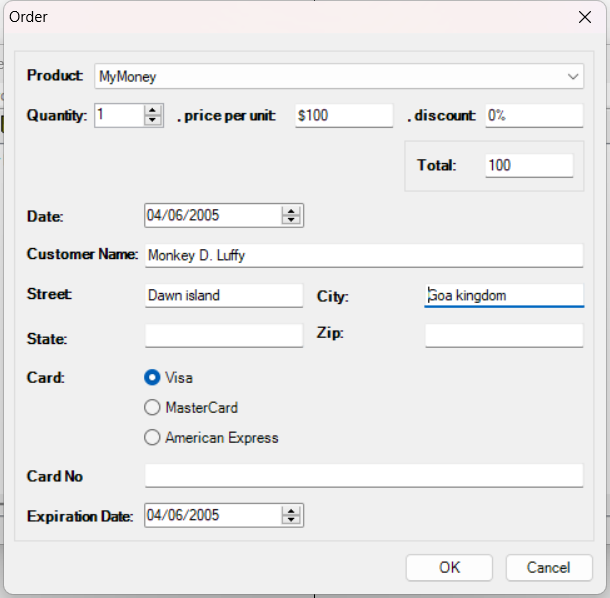 Order
Product: MyMoney
Quantity: 1 . price per unit: $100 . discount: 0%
Total: 100
Date: 04/06/2005
Customer Name: Monkey D. Luffy
Street: Dawn island City: Goa kingdom
State: Zip:
Card: Visa
MasterCard
American Express
Card No
Expiration Date: 04/06/2005
OK Cancel